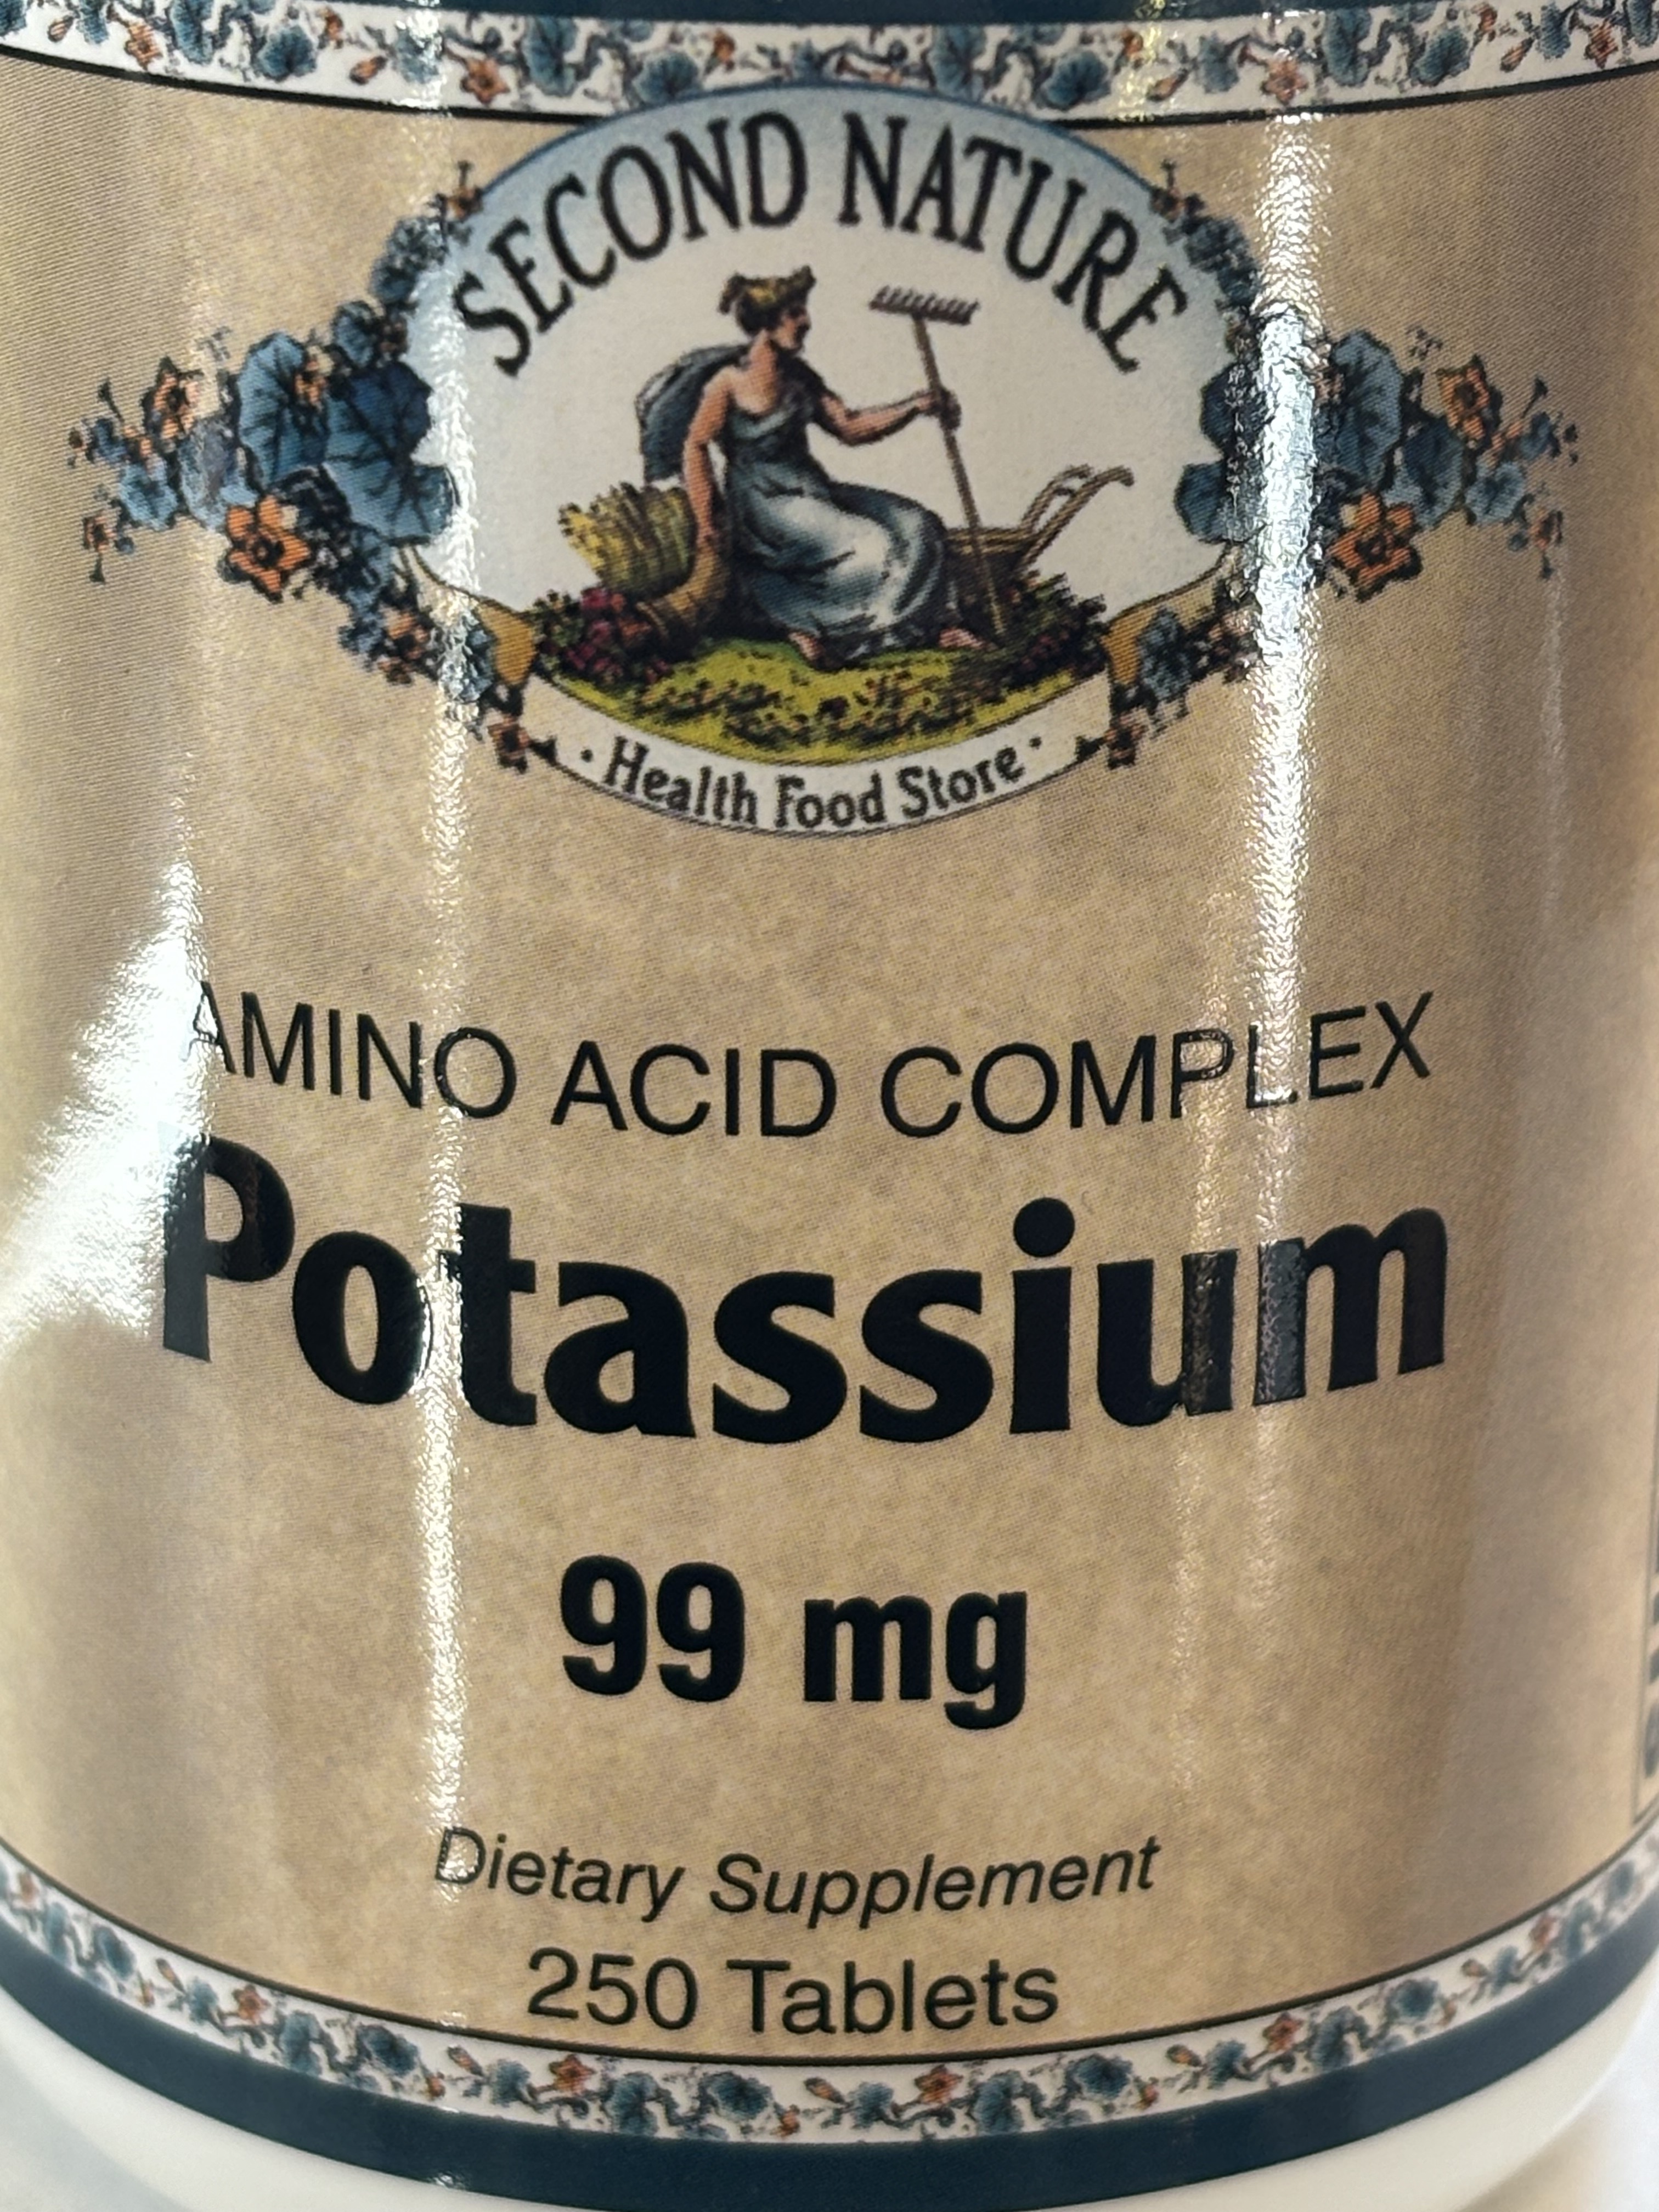 SECOND NATURE
· Health Food Store ·
AMINO ACID COMPLEX
Potassium
99 mg
Dietary Supplement
250 Tablets